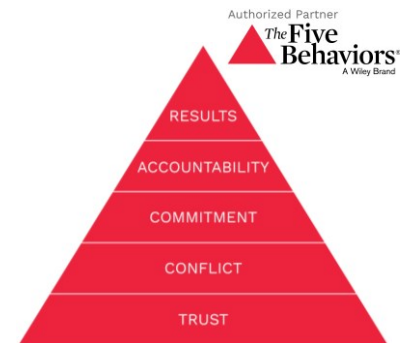 Authorized Partner
The Five
Behaviors®
A Wiley Brand
RESULTS
ACCOUNTABILITY
COMMITMENT
CONFLICT
TRUST